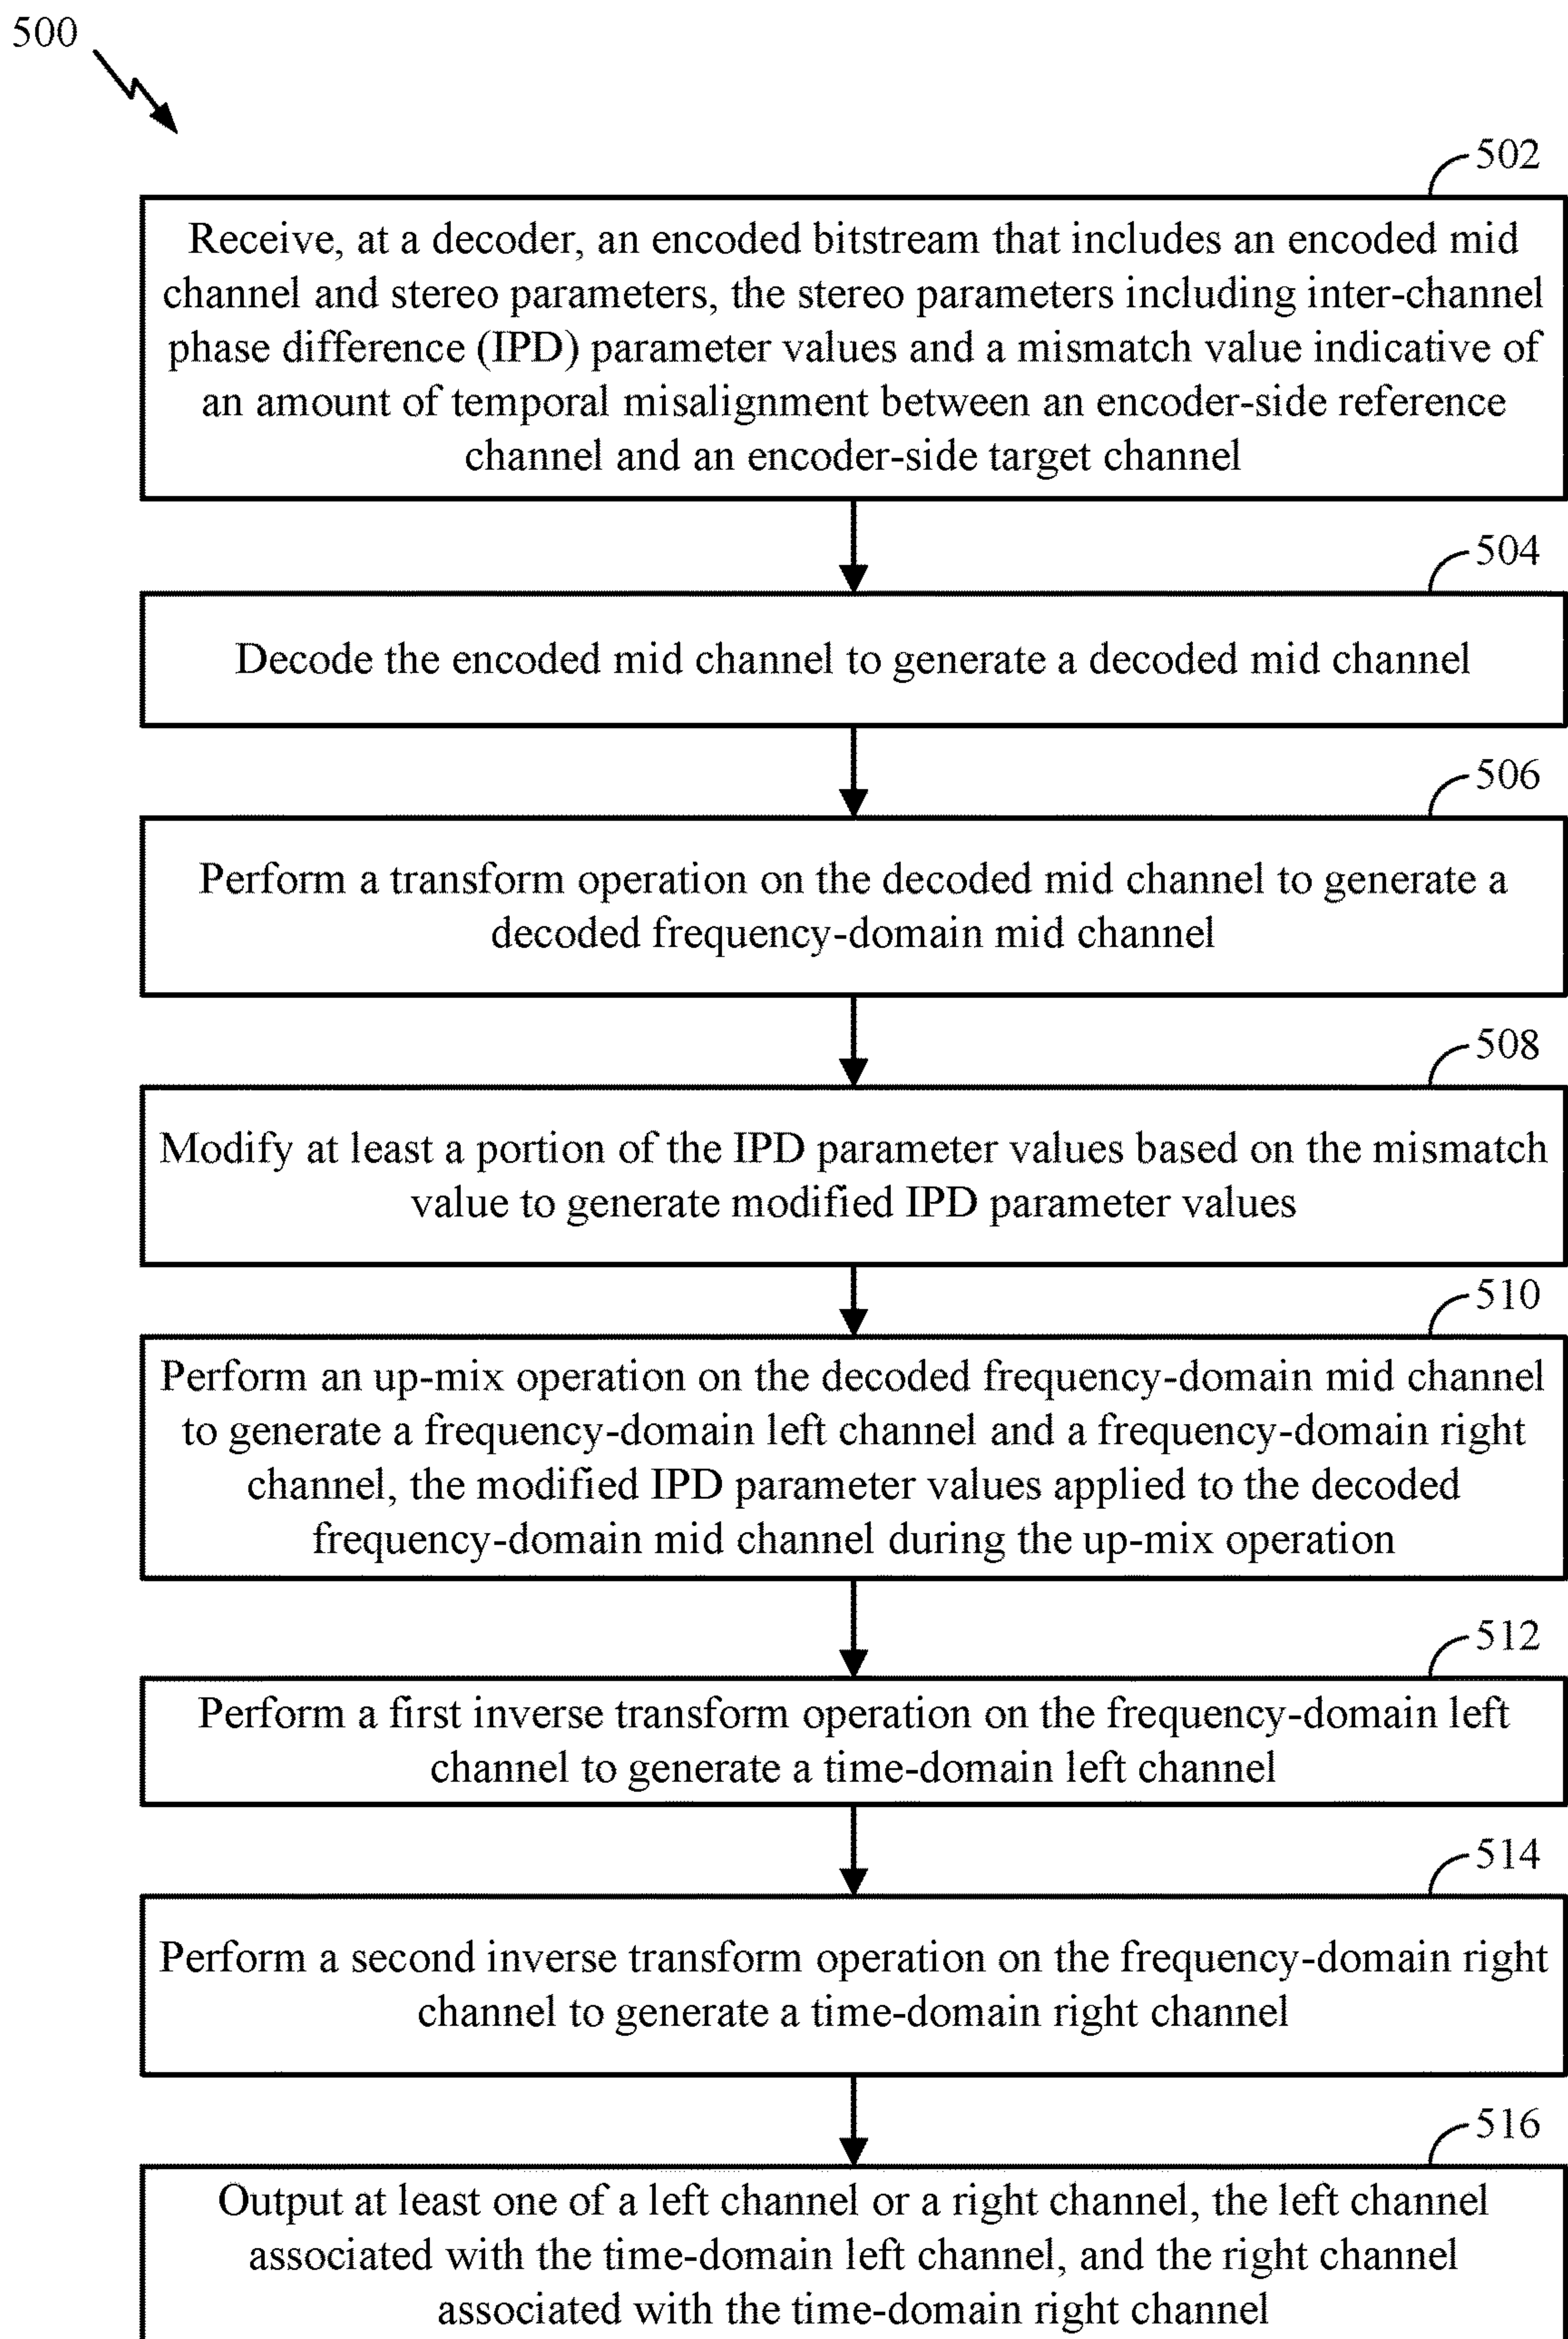 500
502
Receive, at a decoder, an encoded bitstream that includes an encoded mid
channel and stereo parameters, the stereo parameters including inter-channel
phase difference (IPD) parameter values and a mismatch value indicative of
an amount of temporal misalignment between an encoder-side reference
channel and an encoder-side target channel
504
Decode the encoded mid channel to generate a decoded mid channel
506
Perform a transform operation on the decoded mid channel to generate a
decoded frequency-domain mid channel
508
Modify at least a portion of the IPD parameter values based on the mismatch
value to generate modified IPD parameter values
510
Perform an up-mix operation on the decoded frequency-domain mid channel
to generate a frequency-domain left channel and a frequency-domain right
channel, the modified IPD parameter values applied to the decoded
frequency-domain mid channel during the up-mix operation
512
Perform a first inverse transform operation on the frequency-domain left
channel to generate a time-domain left channel
514
Perform a second inverse transform operation on the frequency-domain right
channel to generate a time-domain right channel
516
Output at least one of a left channel or a right channel, the left channel
associated with the time-domain left channel, and the right channel
associated with the time-domain right channel